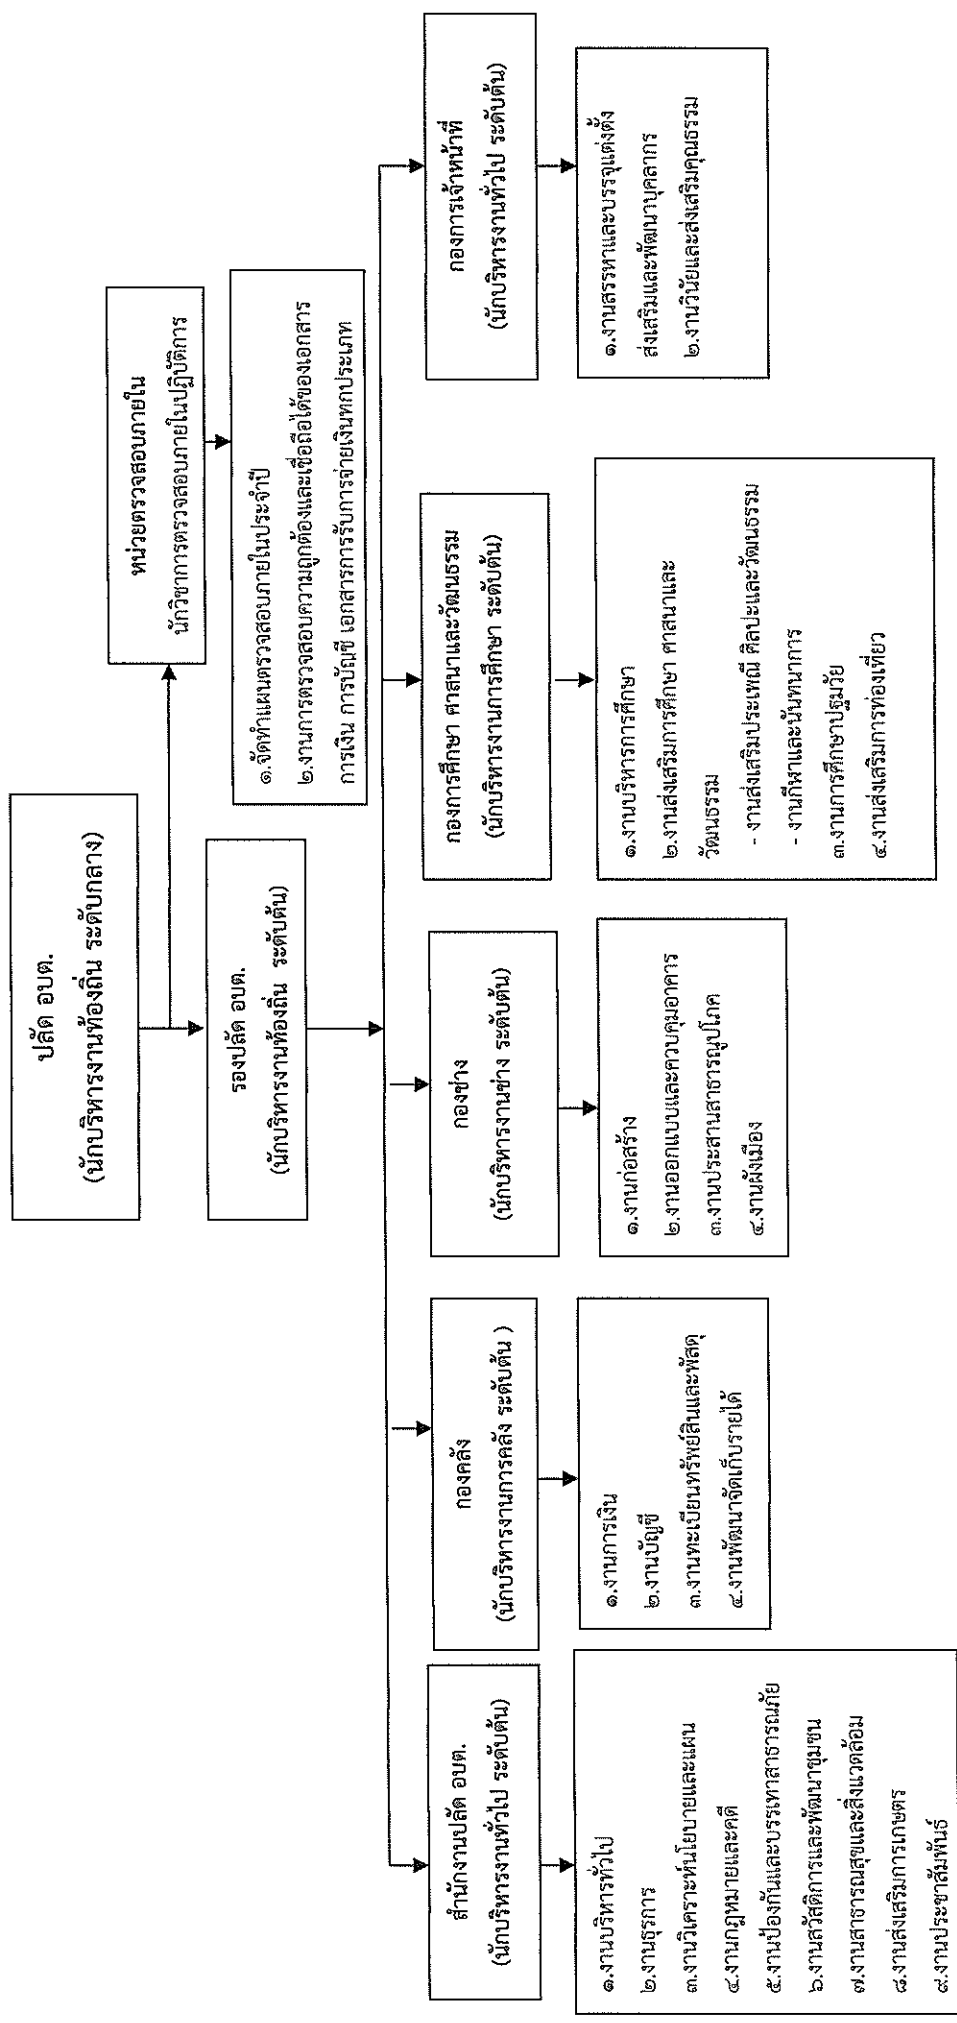 ปลัด อบต.
(นักบริหารงานท้องถิ่น ระดับกลาง)
หน่วยตรวจสอบภายใน
นักวิชาการตรวจสอบภายในปฏิบัติการ
๑.จัดทำแผนตรวจสอบภายในประจำปี
๒.งานการตรวจสอบความถูกต้องและเชื่อถือได้ของเอกสาร
การเงิน การบัญชี เอกสารการรับการจ่ายเงินทกประเภท
รองปลัด อบต.
(นักบริหารงานท้องถิ่น ระดับต้น)
สำนักงานปลัด อบต.
(นักบริหารงานทั่วไป ระดับต้น)
๑.งานบริหารทั่วไป
๒.งานธุรการ
๓.งานวิเคราะห์นโยบายและแผน
๔.งานกฎหมายและคดี
๕.งานป้องกันและบรรเทาสาธารณภัย
๖.งานสวัสดิการและพัฒนาชุมชน
๗.งานสาธารณสุขและสิ่งแวดล้อม
๘.งานส่งเสริมการเกษตร
๙.งานประชาสัมพันธ์
กองคลัง
(นักบริหารงานการคลัง ระดับต้น )
๑.งานการเงิน
๒.งานบัญชี
๓.งานทะเบียนทรัพย์สินและพัสดุ
๔.งานพัฒนาจัดเก็บรายได้
กองช่าง
(นักบริหารงานช่าง ระดับต้น)
๑.งานก่อสร้าง
๒.งานออกแบบและควบคุมอาคาร
๓.งานประสานสาธารณูปโภค
๔.งานผังเมือง
กองการศึกษา ศาสนาและวัฒนธรรม
(นักบริหารงานการศึกษา ระดับต้น)
๑.งานบริหารการศึกษา
๒.งานส่งเสริมการศึกษา ศาสนาและ
วัฒนธรรม
- งานส่งเสริมประเพณี ศิลปะและวัฒนธรรม
- งานกีฬาและนันทนาการ
๓.งานการศึกษาปฐมวัย
๔.งานส่งเสริมการท่องเที่ยว
กองการเจ้าหน้าที่
(นักบริหารงานทั่วไป ระดับต้น)
๑.งานสรรหาและบรรจุแต่งตั้ง
ส่งเสริมและพัฒนาบุคลากร
๒.งานวินัยและส่งเสริมคุณธรรม